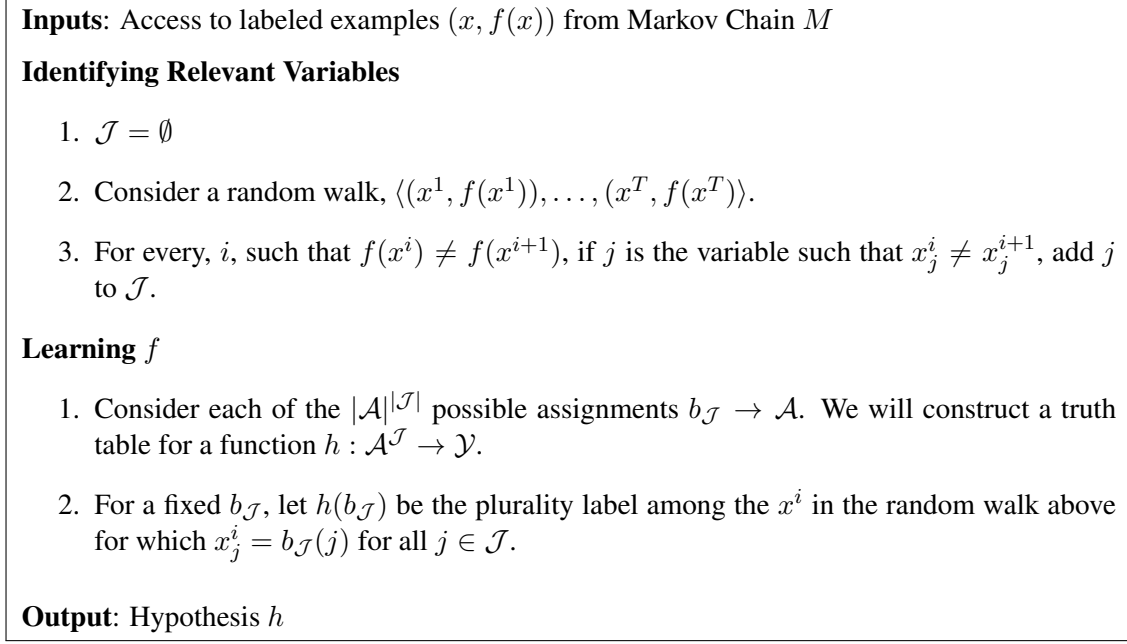 Inputs: Access to labeled examples (x, f(x)) from Markov Chain M
Identifying Relevant Variables
1. 𝒥 = ∅
2. Consider a random walk, ⟨(x^1, f(x^1)), . . . , (x^T, f(x^T)⟩.
3. For every, i, such that f(x^i) ≠ f(x^{i+1}), if j is the variable such that x^i_j ≠ x^{i+1}_j, add j
to 𝒥.
Learning f
1. Consider each of the |𝒜|^{|𝒥|} possible assignments b_𝒥 → 𝒜. We will construct a truth
table for a function h : 𝒜^𝒥 → 𝒴.
2. For a fixed b_𝒥, let h(b_𝒥) be the plurality label among the x^i in the random walk above
for which x^i_j = b_𝒥(j) for all j ∈ 𝒥.
Output: Hypothesis h